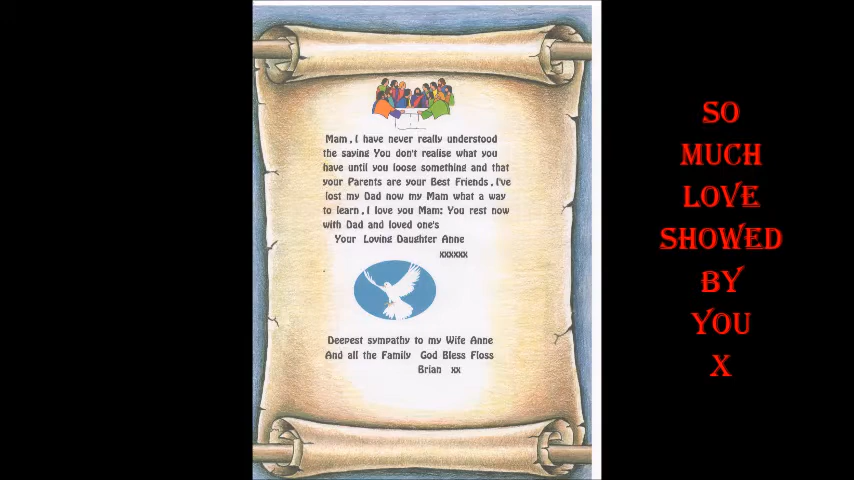 Mam , I have never really understood
the saying You don't realise what you
have until you loose something and that
your Parents are your Best Friends , I've
lost my Dad now my Mam what a way
to learn , I love you Mam: You rest now
with Dad and loved one's
Your Loving Daughter Anne
xxxxxx
Deepest sympathy to my Wife Anne
And all the Family God Bless Floss
Brian xx
SO
MUCH
LOVE
SHOWED
BY
YOU
X